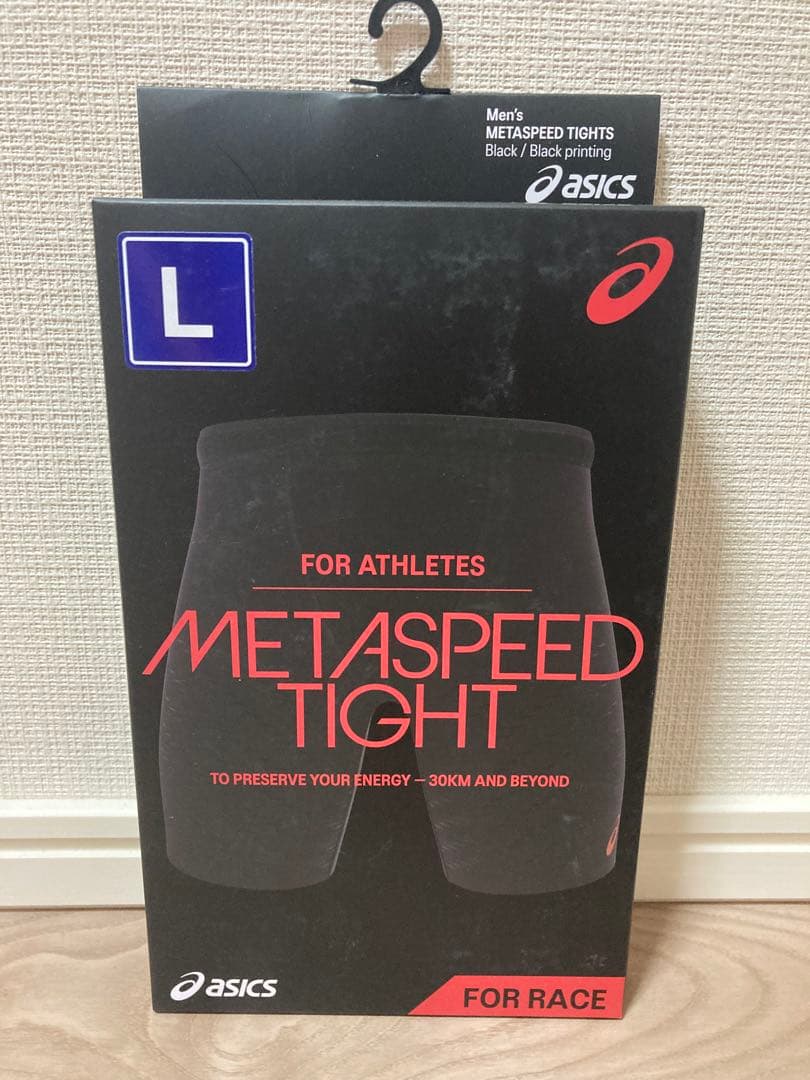 Men's
METASPEED TIGHTS
Black / Black printing
asics
L
FOR ATHLETES
METASPEED
TIGHT
TO PRESERVE YOUR ENERGY – 30KM AND BEYOND
asics
FOR RACE